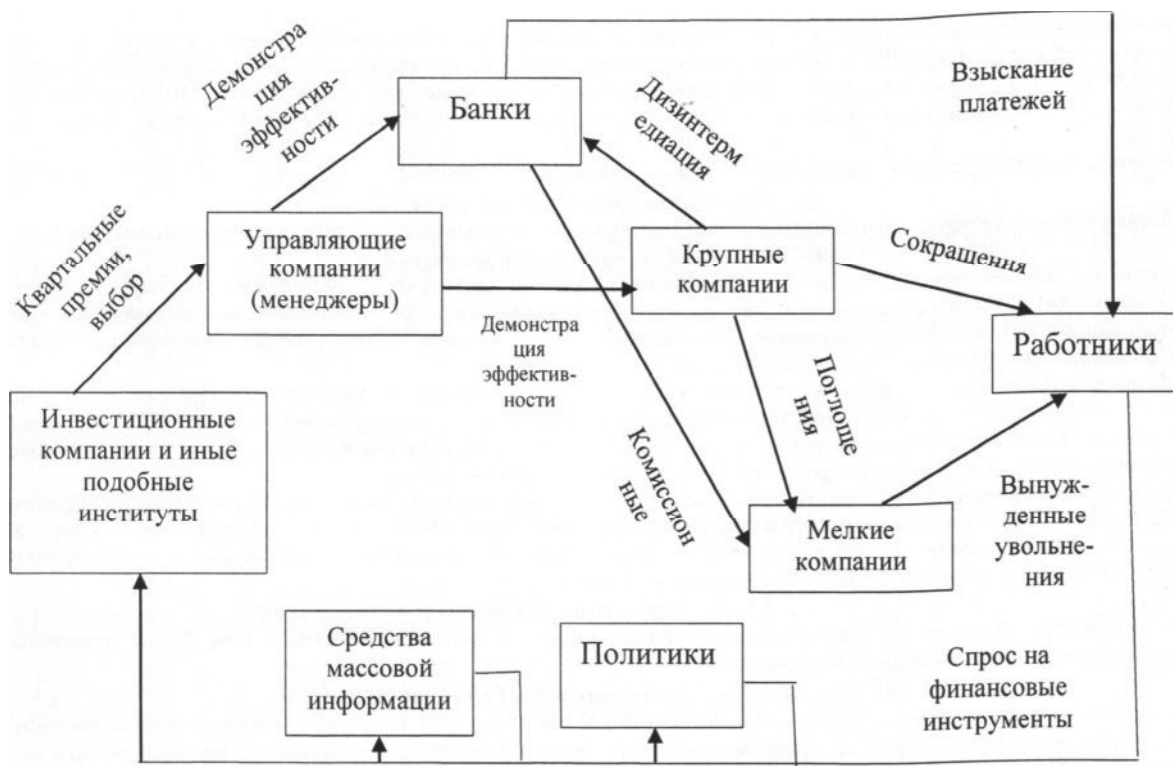 Демонстра
ция
эффектив-
ности
Банки
Дизинтерм
едиация
Взыскание
платежей
Квартальные
премии,
выбор
Управляющие
компании
(менеджеры)
Крупные
компании
Сокращения
Демонстра
ция
эффектив-
ности
Работники
Инвестиционные
компании и иные
подобные
институты
Комиссион
ные
Поглоще
ния
Мелкие
компании
Вынуж-
денные
увольне-
ния
Средства
массовой
информации
Политики
Спрос на
финансовые
инструменты